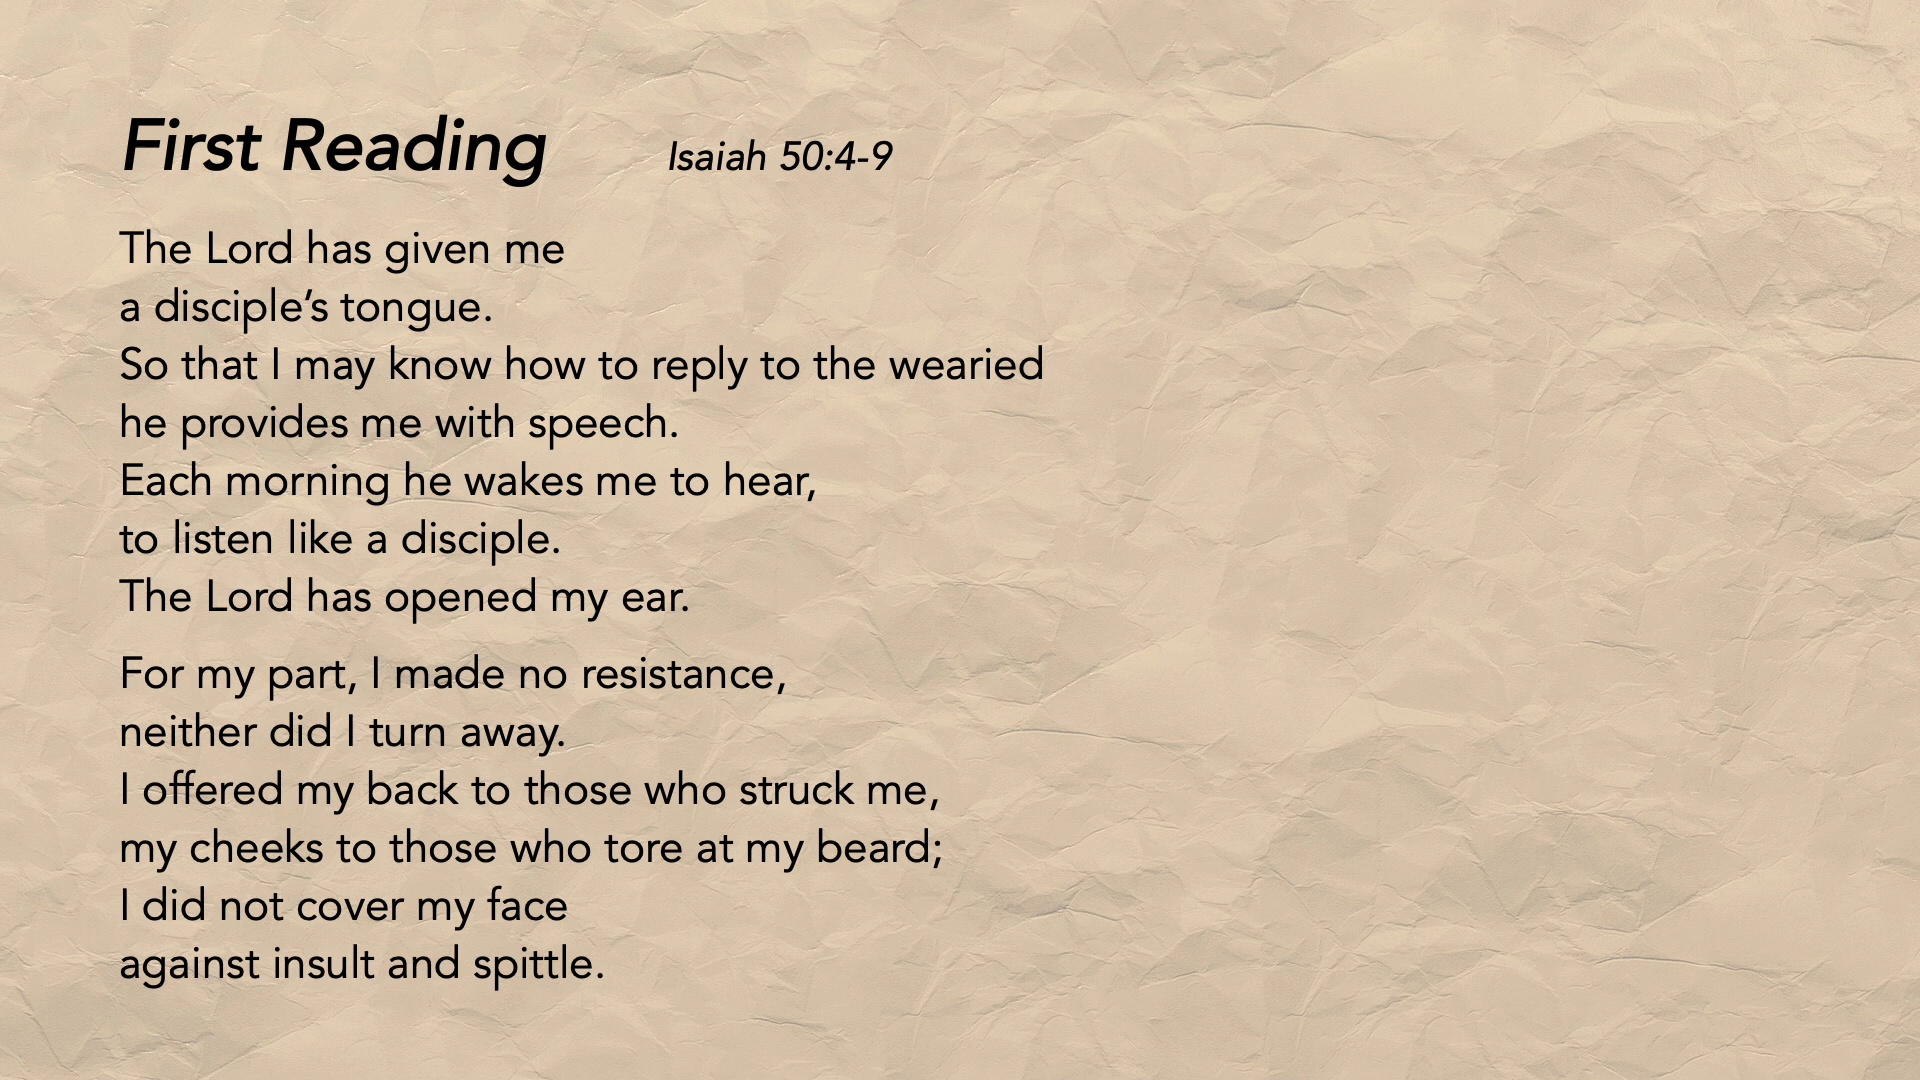 First Reading Isaiah 50:4-9
The Lord has given me
a disciple’s tongue.
So that I may know how to reply to the wearied
he provides me with speech.
Each morning he wakes me to hear,
to listen like a disciple.
The Lord has opened my ear.
For my part, I made no resistance,
neither did I turn away.
I offered my back to those who struck me,
my cheeks to those who tore at my beard;
I did not cover my face
against insult and spittle.